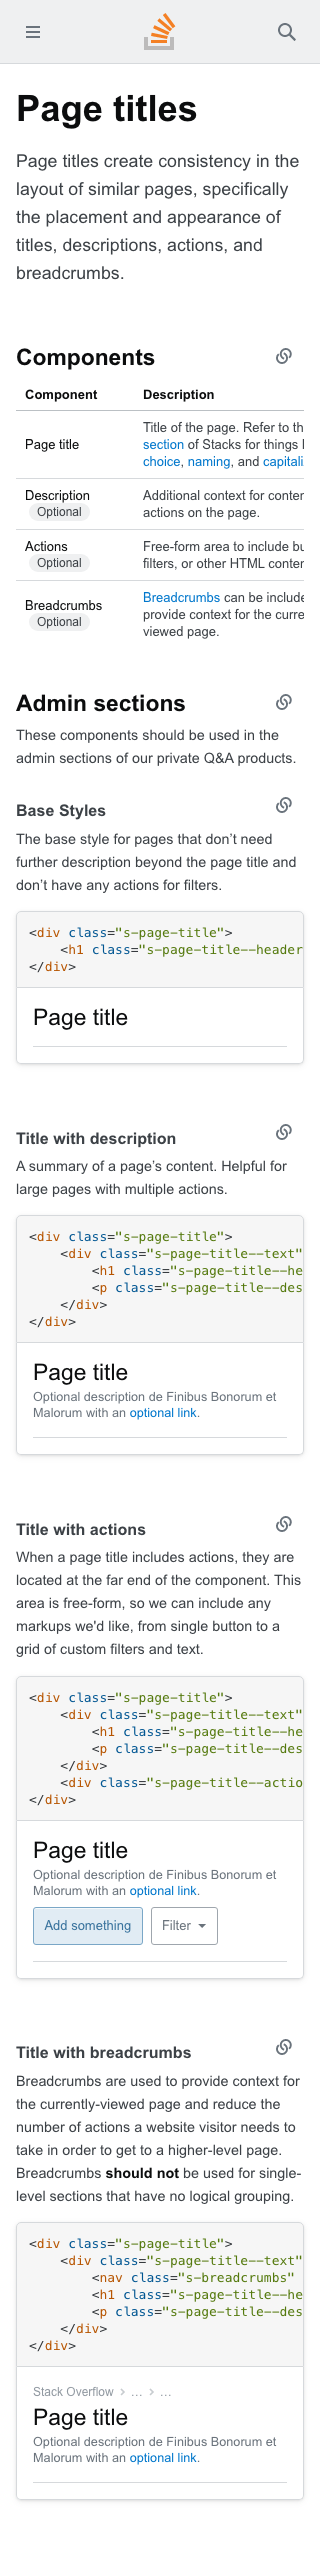 Page titles
Page titles create consistency in the
layout of similar pages, specifically
the placement and appearance of
titles, descriptions, actions, and
breadcrumbs.
Components
Component Description
Title of the page. Refer to th
Page title section of Stacks for things l
choice, naming, and capitali
Description Additional context for conter
Optional actions on the page.
Actions Free-form area to include bu
Optional filters, or other HTML conter
Breadcrumbs can be include
Breadcrumbs provide context for the curre
Optional viewed page.
Admin sections
These components should be used in the
admin sections of our private Q&A products.
Base Styles
The base style for pages that don’t need
further description beyond the page title and
don’t have any actions for filters.
<div class="s-page-title">
<h1 class="s-page-title--header
</div>
Page title
Title with description
A summary of a page’s content. Helpful for
large pages with multiple actions.
<div class="s-page-title">
<div class="s-page-title--text"
<h1 class="s-page-title--he
<p class="s-page-title--des
</div>
</div>
Page title
Optional description de Finibus Bonorum et
Malorum with an optional link.
Title with actions
When a page title includes actions, they are
located at the far end of the component. This
area is free-form, so we can include any
markups we'd like, from single button to a
grid of custom filters and text.
<div class="s-page-title">
<div class="s-page-title--text"
<h1 class="s-page-title--he
<p class="s-page-title--des
</div>
<div class="s-page-title--actio
</div>
Page title
Optional description de Finibus Bonorum et
Malorum with an optional link.
Add something Filter
Title with breadcrumbs
Breadcrumbs are used to provide context for
the currently-viewed page and reduce the
number of actions a website visitor needs to
take in order to get to a higher-level page.
Breadcrumbs should not be used for single-
level sections that have no logical grouping.
<div class="s-page-title">
<div class="s-page-title--text"
<nav class="s-breadcrumbs"
<h1 class="s-page-title--he
<p class="s-page-title--des
</div>
</div>
Stack Overflow > ... > ...
Page title
Optional description de Finibus Bonorum et
Malorum with an optional link.